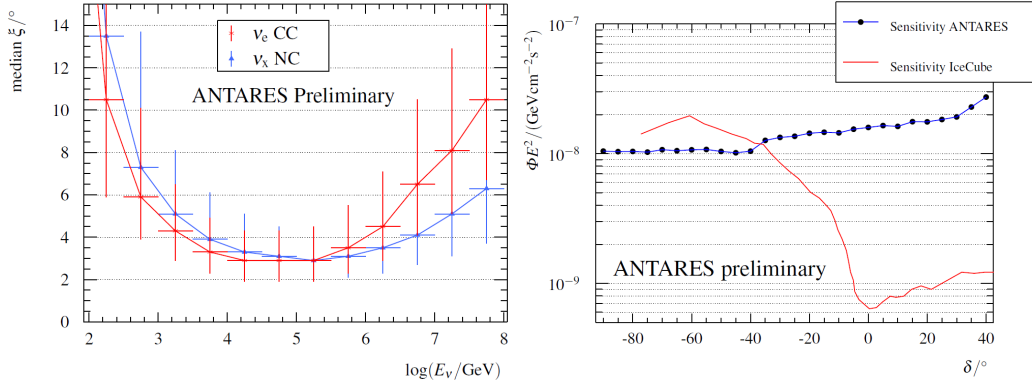 median ξ/°
14
12
10
8
6
4
2
0
νe CC
νx NC
ANTARES Preliminary
2 3 4 5 6 7 8
log(Eν/GeV)
ΦE²/(GeVcm⁻²s⁻²)
10⁻⁷
10⁻⁸
10⁻⁹
Sensitivity ANTARES
Sensitivity IceCube
ANTARES preliminary
-80 -60 -40 -20 0 20 40
δ/°